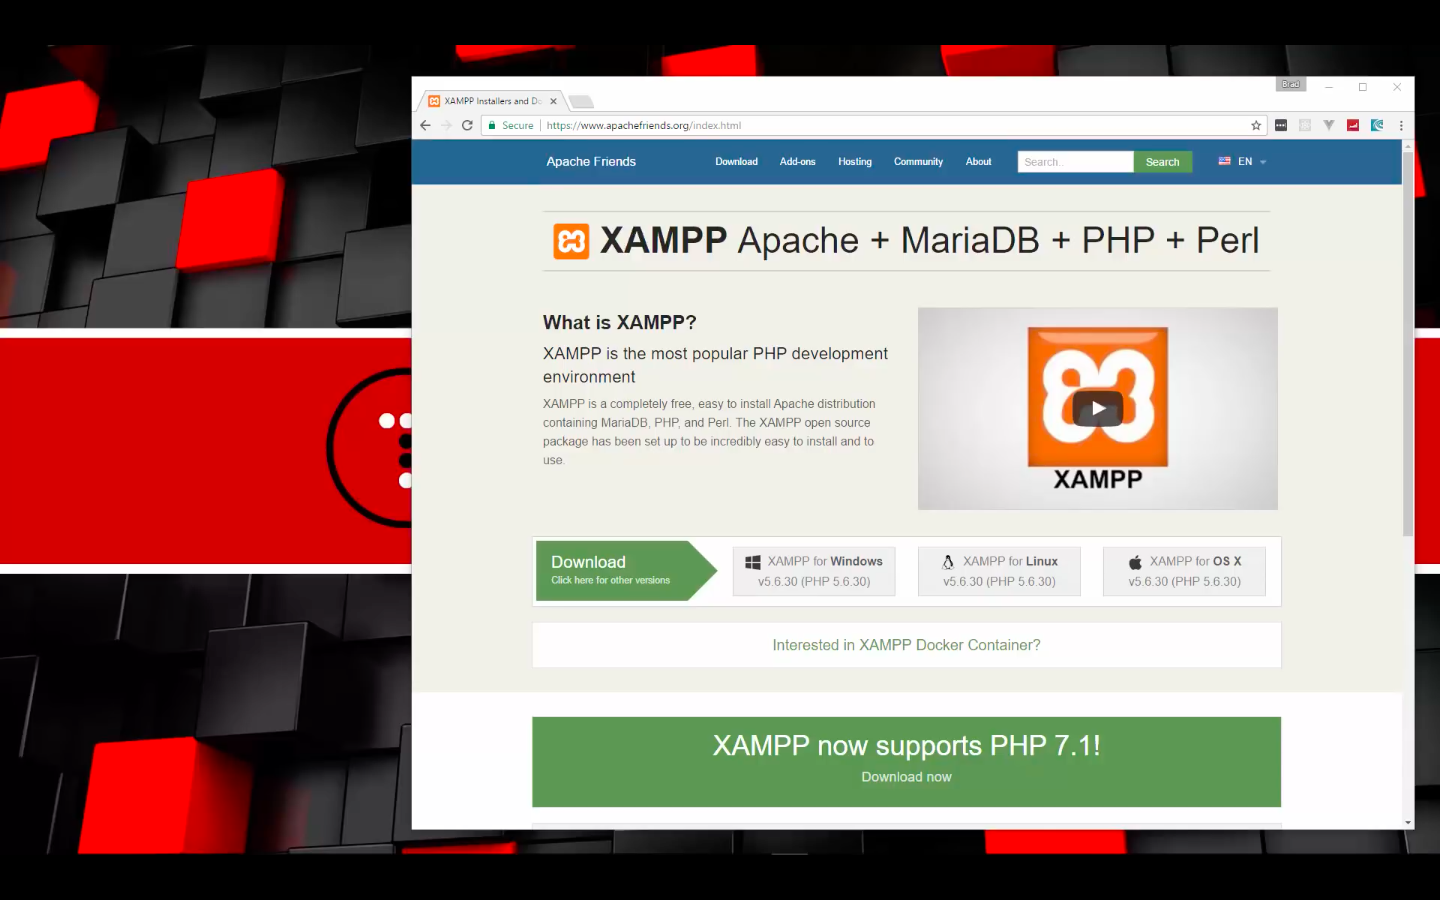 Brad
XAMPP Installers and Do
Secure https://www.apachefriends.org/index.html
Apache Friends Download Add-ons Hosting Community About Search... Search EN
XAMPP Apache + MariaDB + PHP + Perl
What is XAMPP?
XAMPP is the most popular PHP development
environment
XAMPP is a completely free, easy to install Apache distribution
containing MariaDB, PHP, and Perl. The XAMPP open source
package has been set up to be incredibly easy to install and to
use.
XAMPP
Download
Click here for other versions
XAMPP for Windows
v5.6.30 (PHP 5.6.30)
XAMPP for Linux
v5.6.30 (PHP 5.6.30)
XAMPP for OS X
v5.6.30 (PHP 5.6.30)
Interested in XAMPP Docker Container?
XAMPP now supports PHP 7.1!
Download now